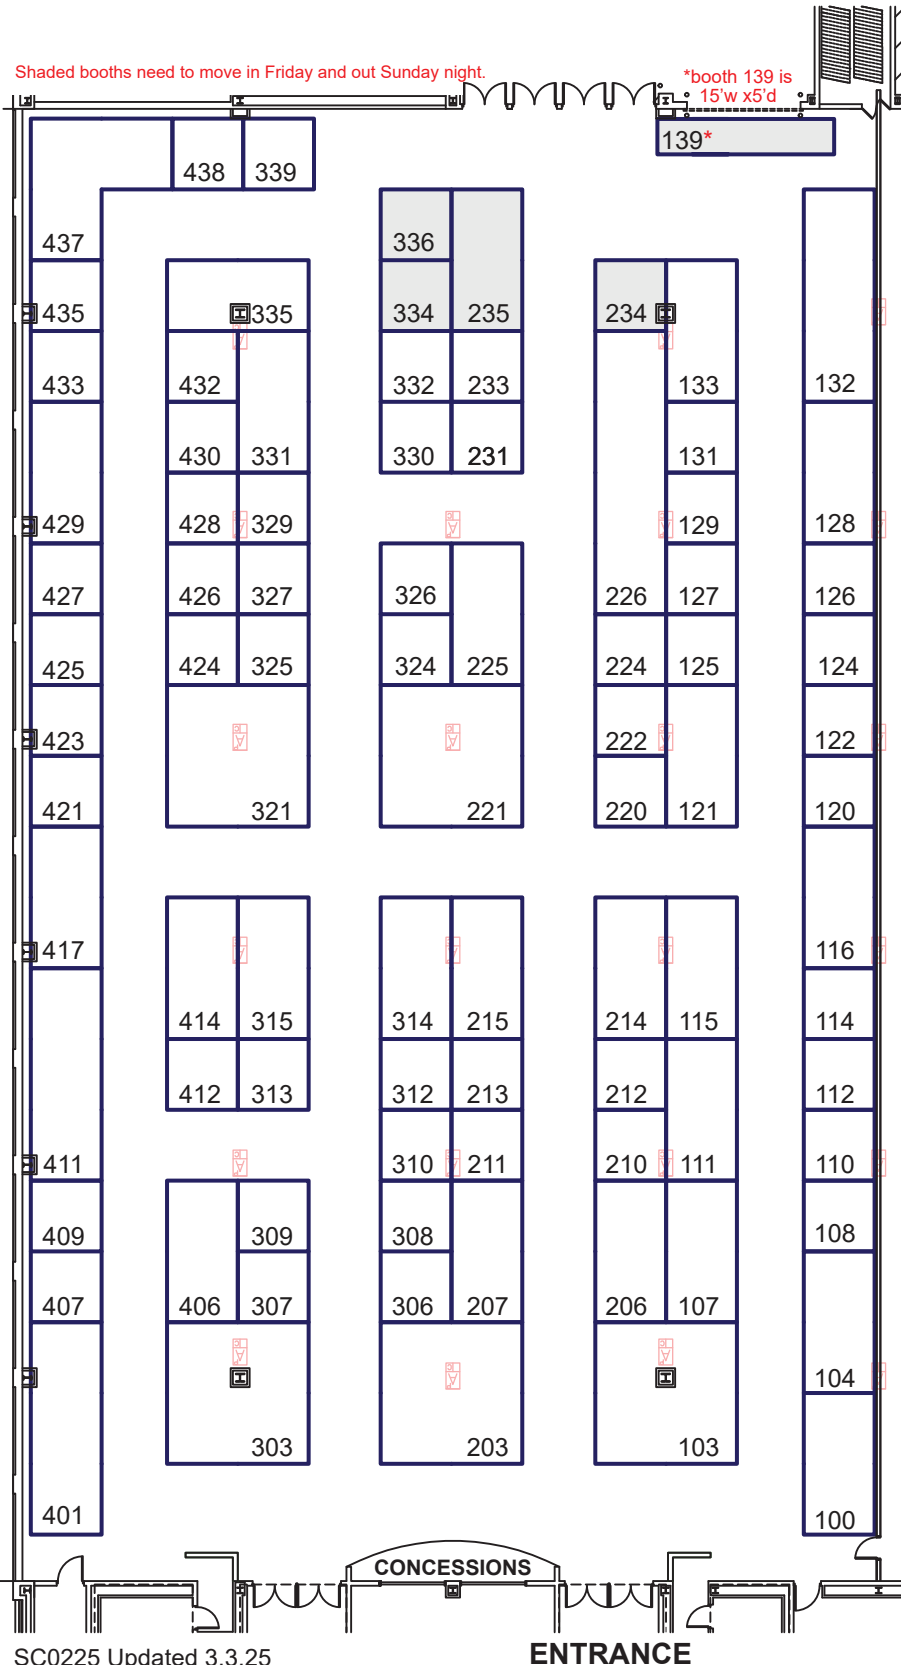 Shaded booths need to move in Friday and out Sunday night.
*booth 139 is
15'w x5'd
139*
438 339
437 336
435 335 334 235 234
433 432 332 233 133 132
430 331 330 231 131
429 428 329 129 128
427 426 327 326 226 127 126
425 424 325 324 225 224 125 124
423 222 122
421 321 221 220 121 120
417 116
414 315 314 215 214 115 114
412 313 312 213 212 112
411 310 211 210 111 110
409 309 308 108
407 406 307 306 207 206 107
104
303 203 103
401 100
CONCESSIONS
SC0225 Updated 3.3.25
ENTRANCE